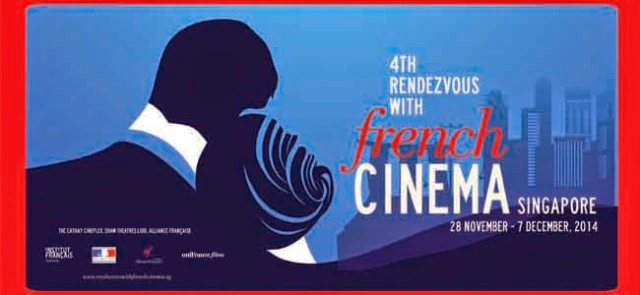 4TH
RENDEZVOUS
WITH
french
CINEMA SINGAPORE
28 NOVEMBER - 7 DECEMBER, 2014
THE CATHAY CINEPLEX, SHAW THEATRES LIDO, ALLIANCE FRANÇAISE
INSTITUT
FRANÇAIS
unifrance films